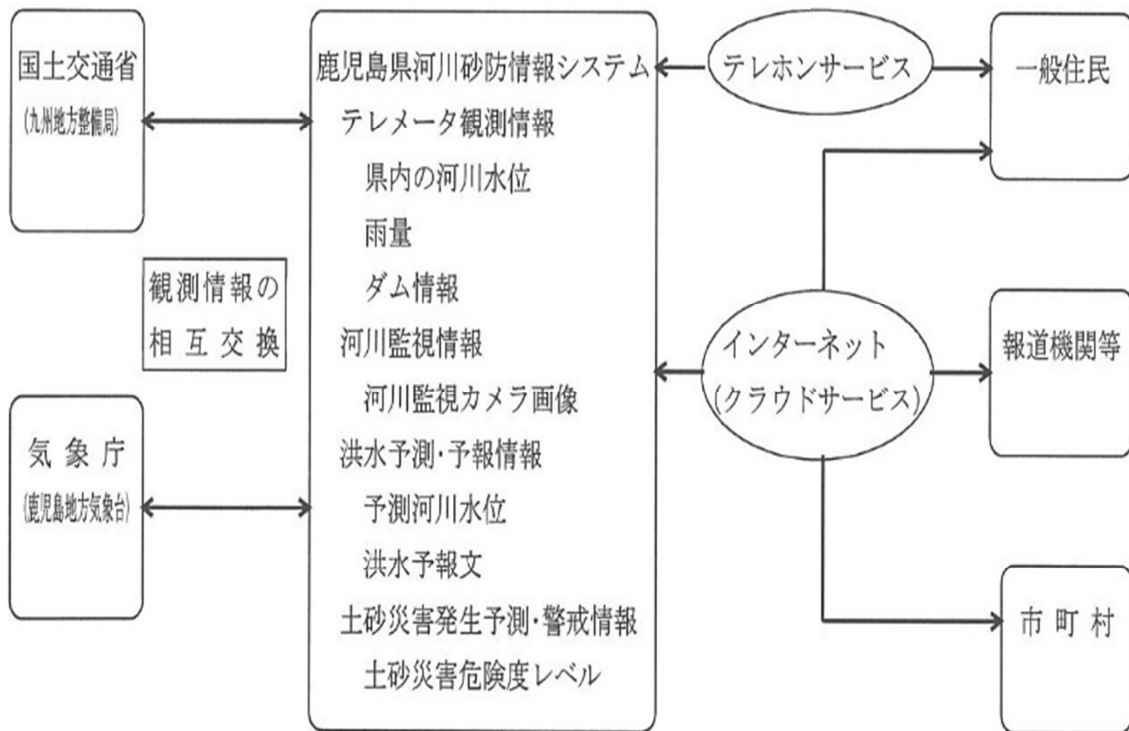 国土交通省
(九州地方整備局)
観測情報の
相互交換
気象庁
(鹿児島地方気象台)
鹿児島県河川砂防情報システム
テレメータ観測情報
県内の河川水位
雨量
ダム情報
河川監視情報
河川監視カメラ画像
洪水予測・予報情報
予測河川水位
洪水予報文
土砂災害発生予測・警戒情報
土砂災害危険度レベル
テレホンサービス
インターネット
(クラウドサービス)
一般住民
報道機関等
市町村